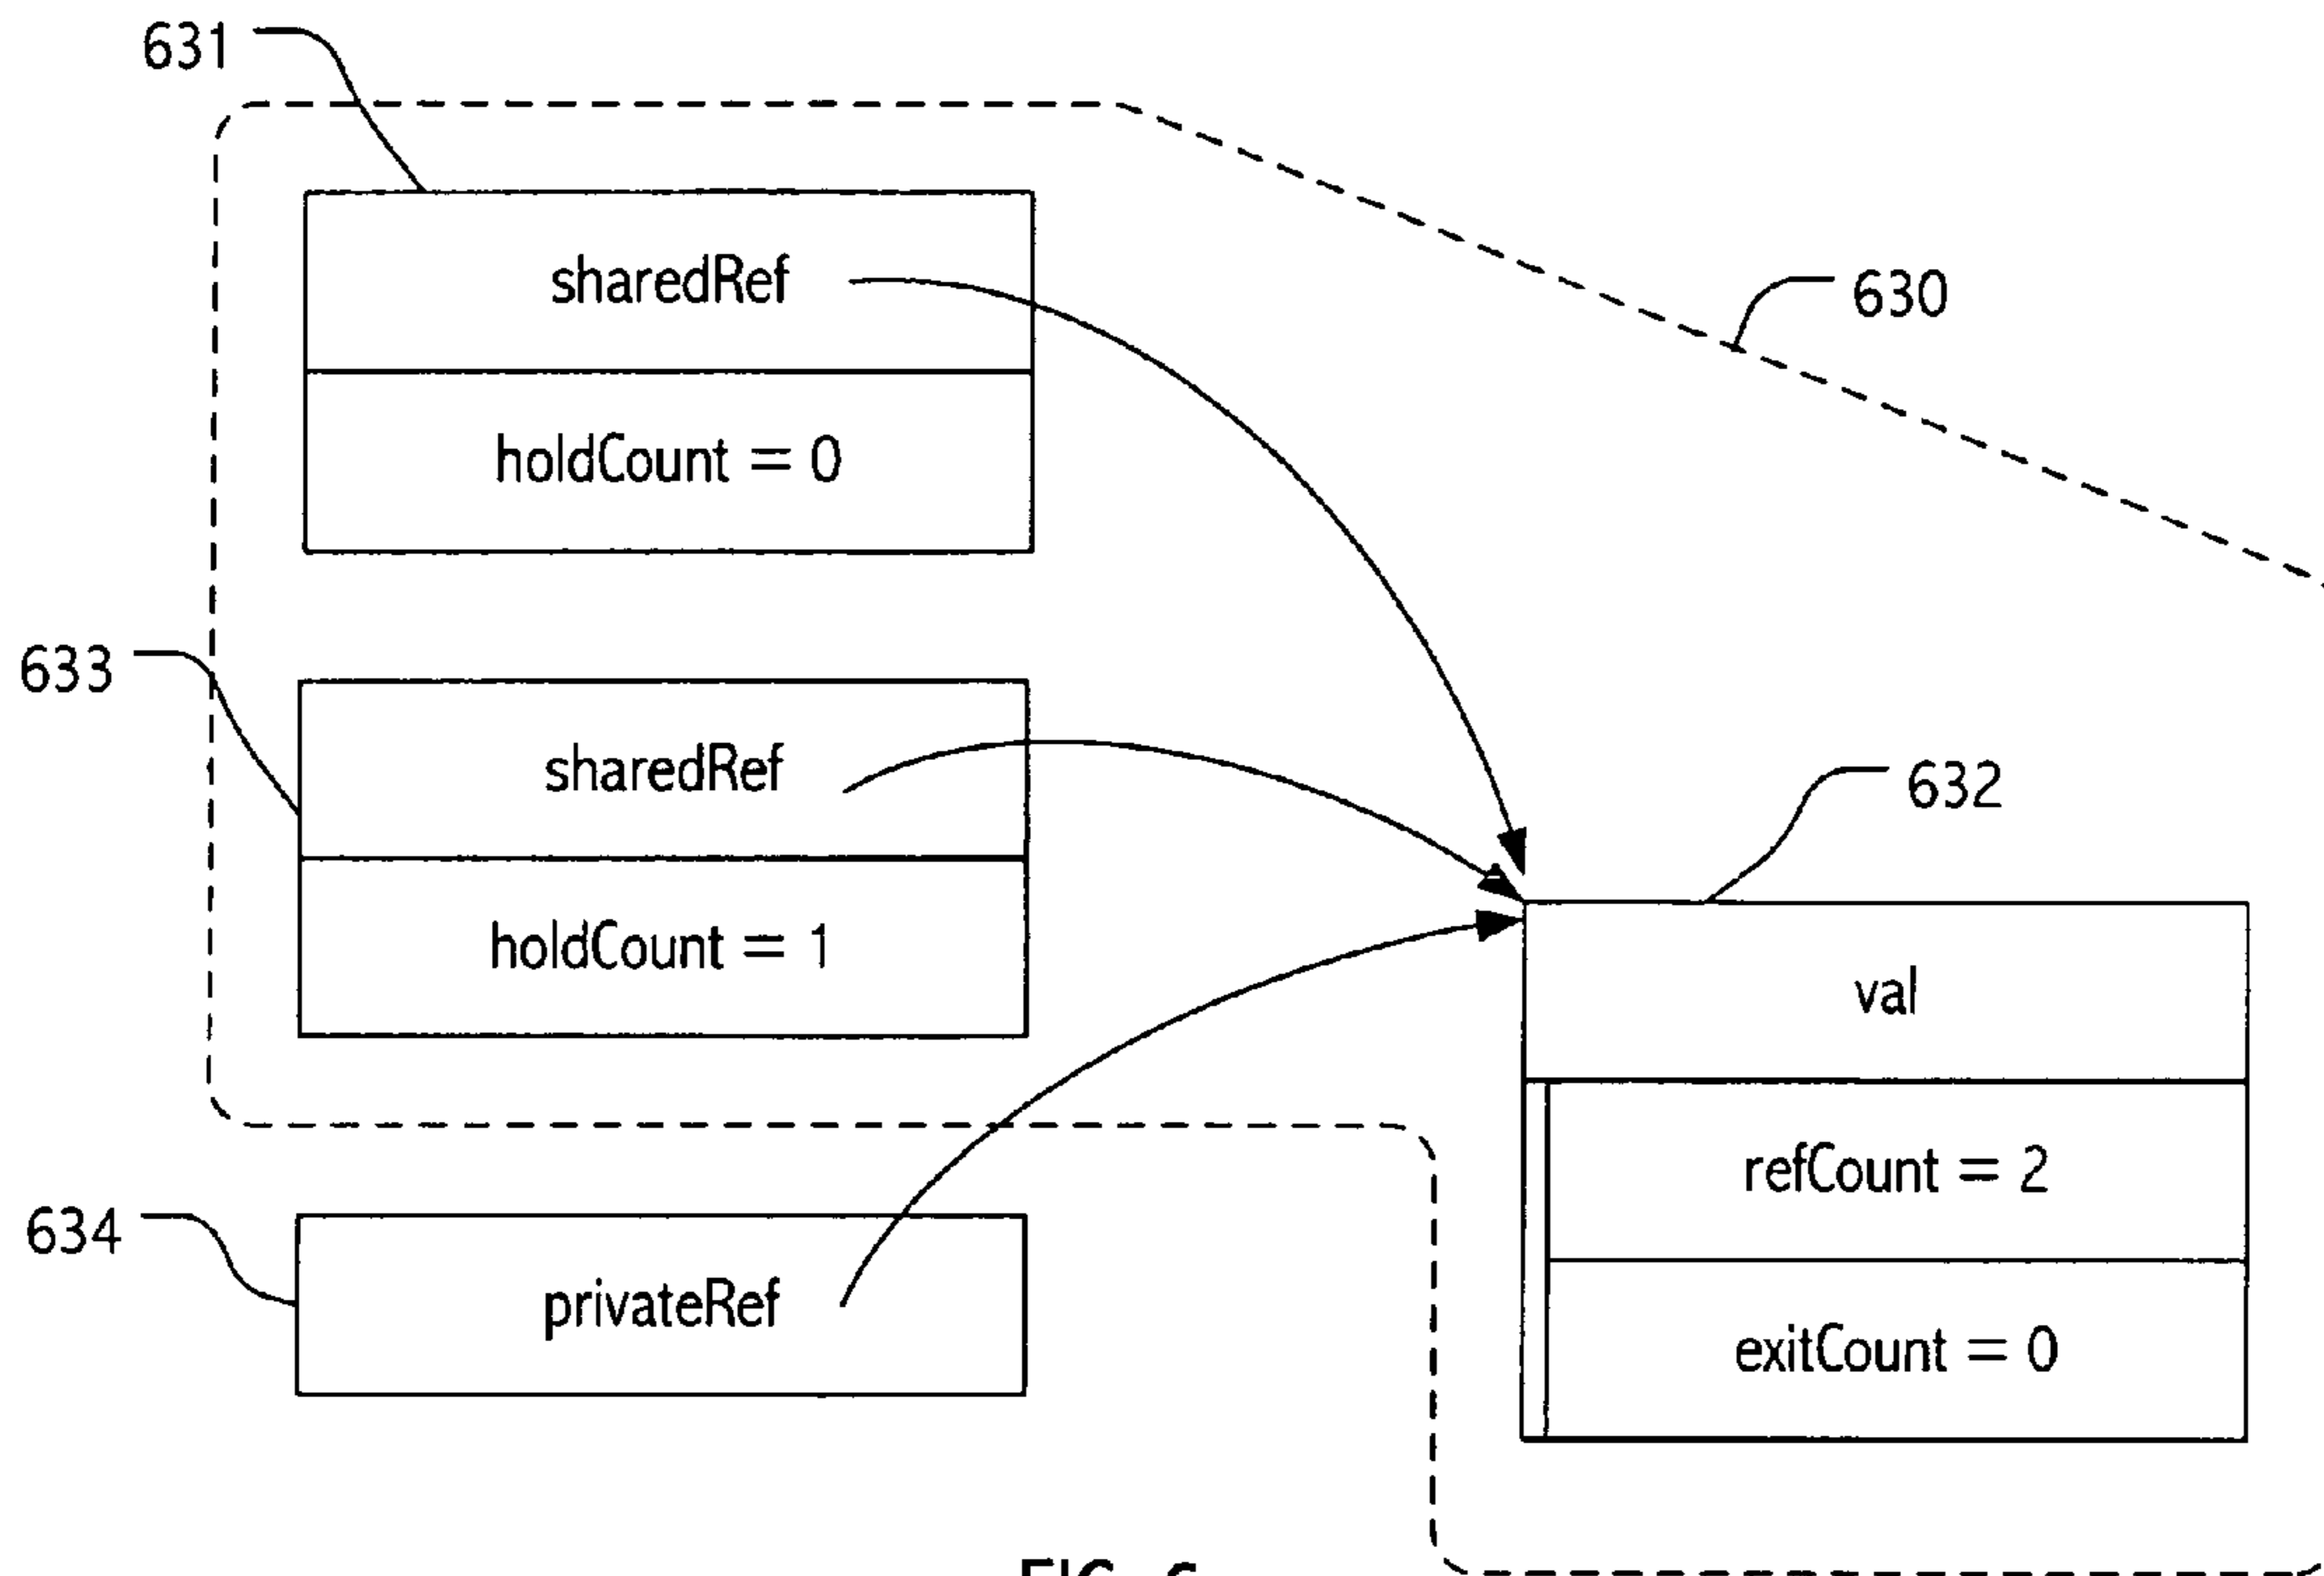 631
sharedRef
630
holdCount = 0
633
sharedRef
632
holdCount = 1
val
refCount = 2
634
privateRef
exitCount = 0